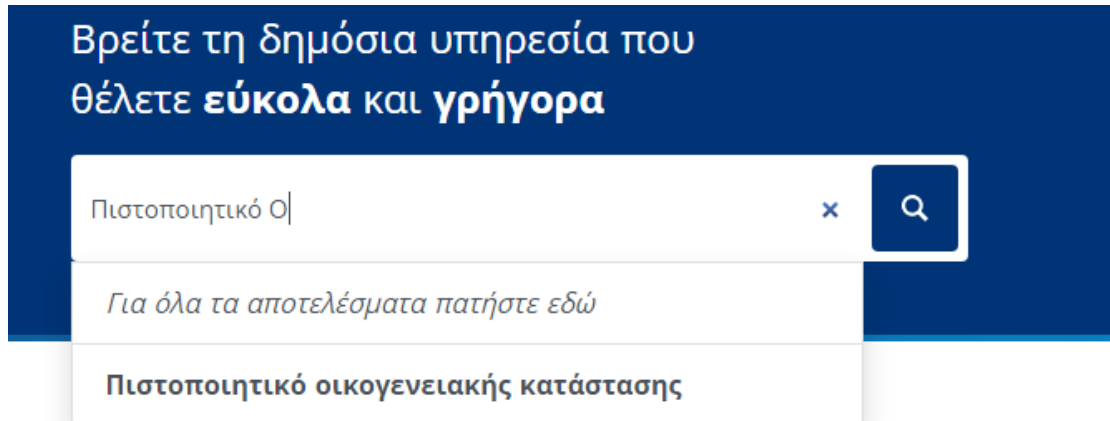 Βρείτε τη δημόσια υπηρεσία που
θέλετε εύκολα και γρήγορα
Πιστοποιητικό Ο
Για όλα τα αποτελέσματα πατήστε εδώ
Πιστοποιητικό οικογενειακής κατάστασης